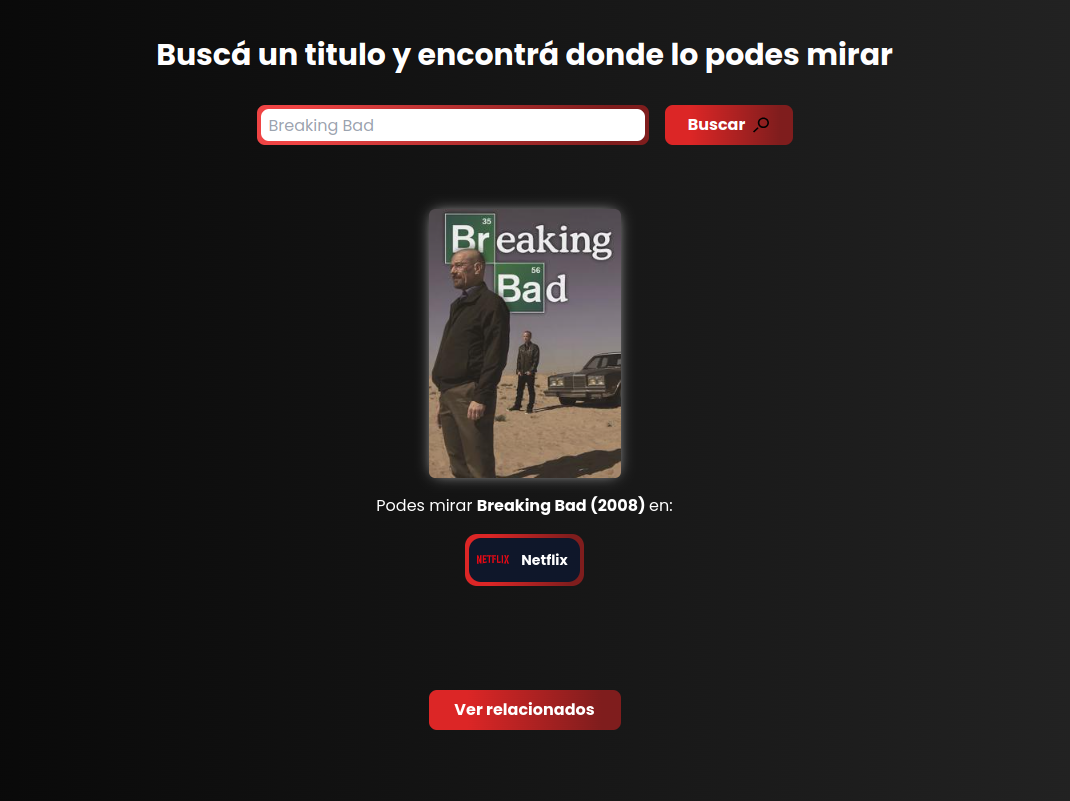 Buscá un titulo y encontrá donde lo podes mirar
Breaking Bad
Buscar
35
Breaking
56
Bad
Podes mirar Breaking Bad (2008) en:
NETFLIX Netflix
Ver relacionados